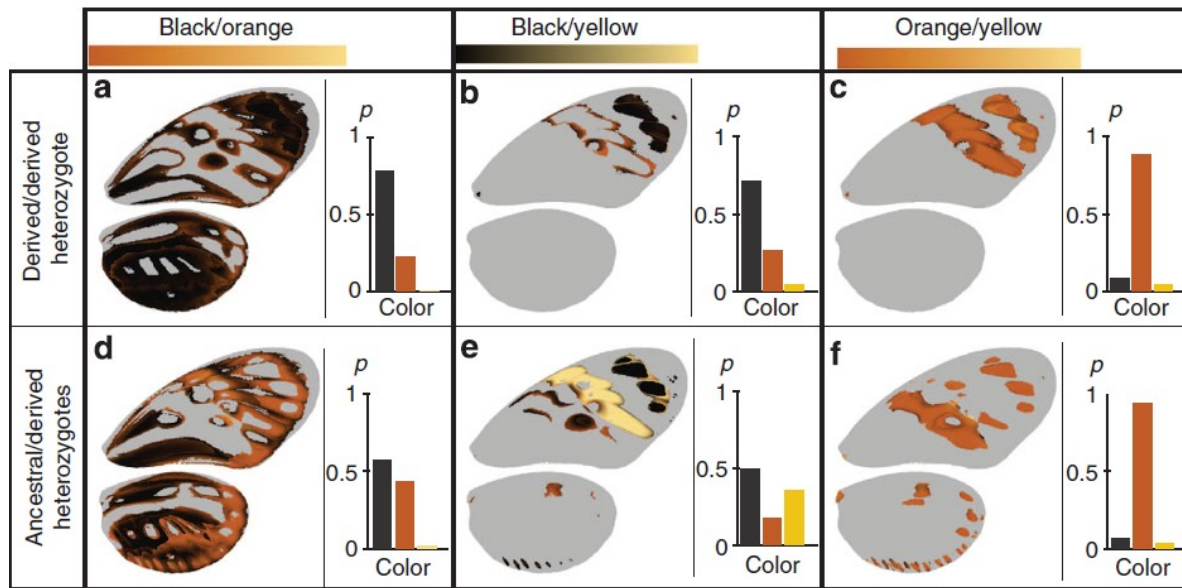 Black/orange
Black/yellow
Orange/yellow
Derived/derived
heterozygote
a
p
1
0.5
0
Color
b
p
1
0.5
0
Color
c
p
1
0.5
0
Color
Ancestral/derived
heterozygotes
d
p
1
0.5
0
Color
e
p
1
0.5
0
Color
f
p
1
0.5
0
Color